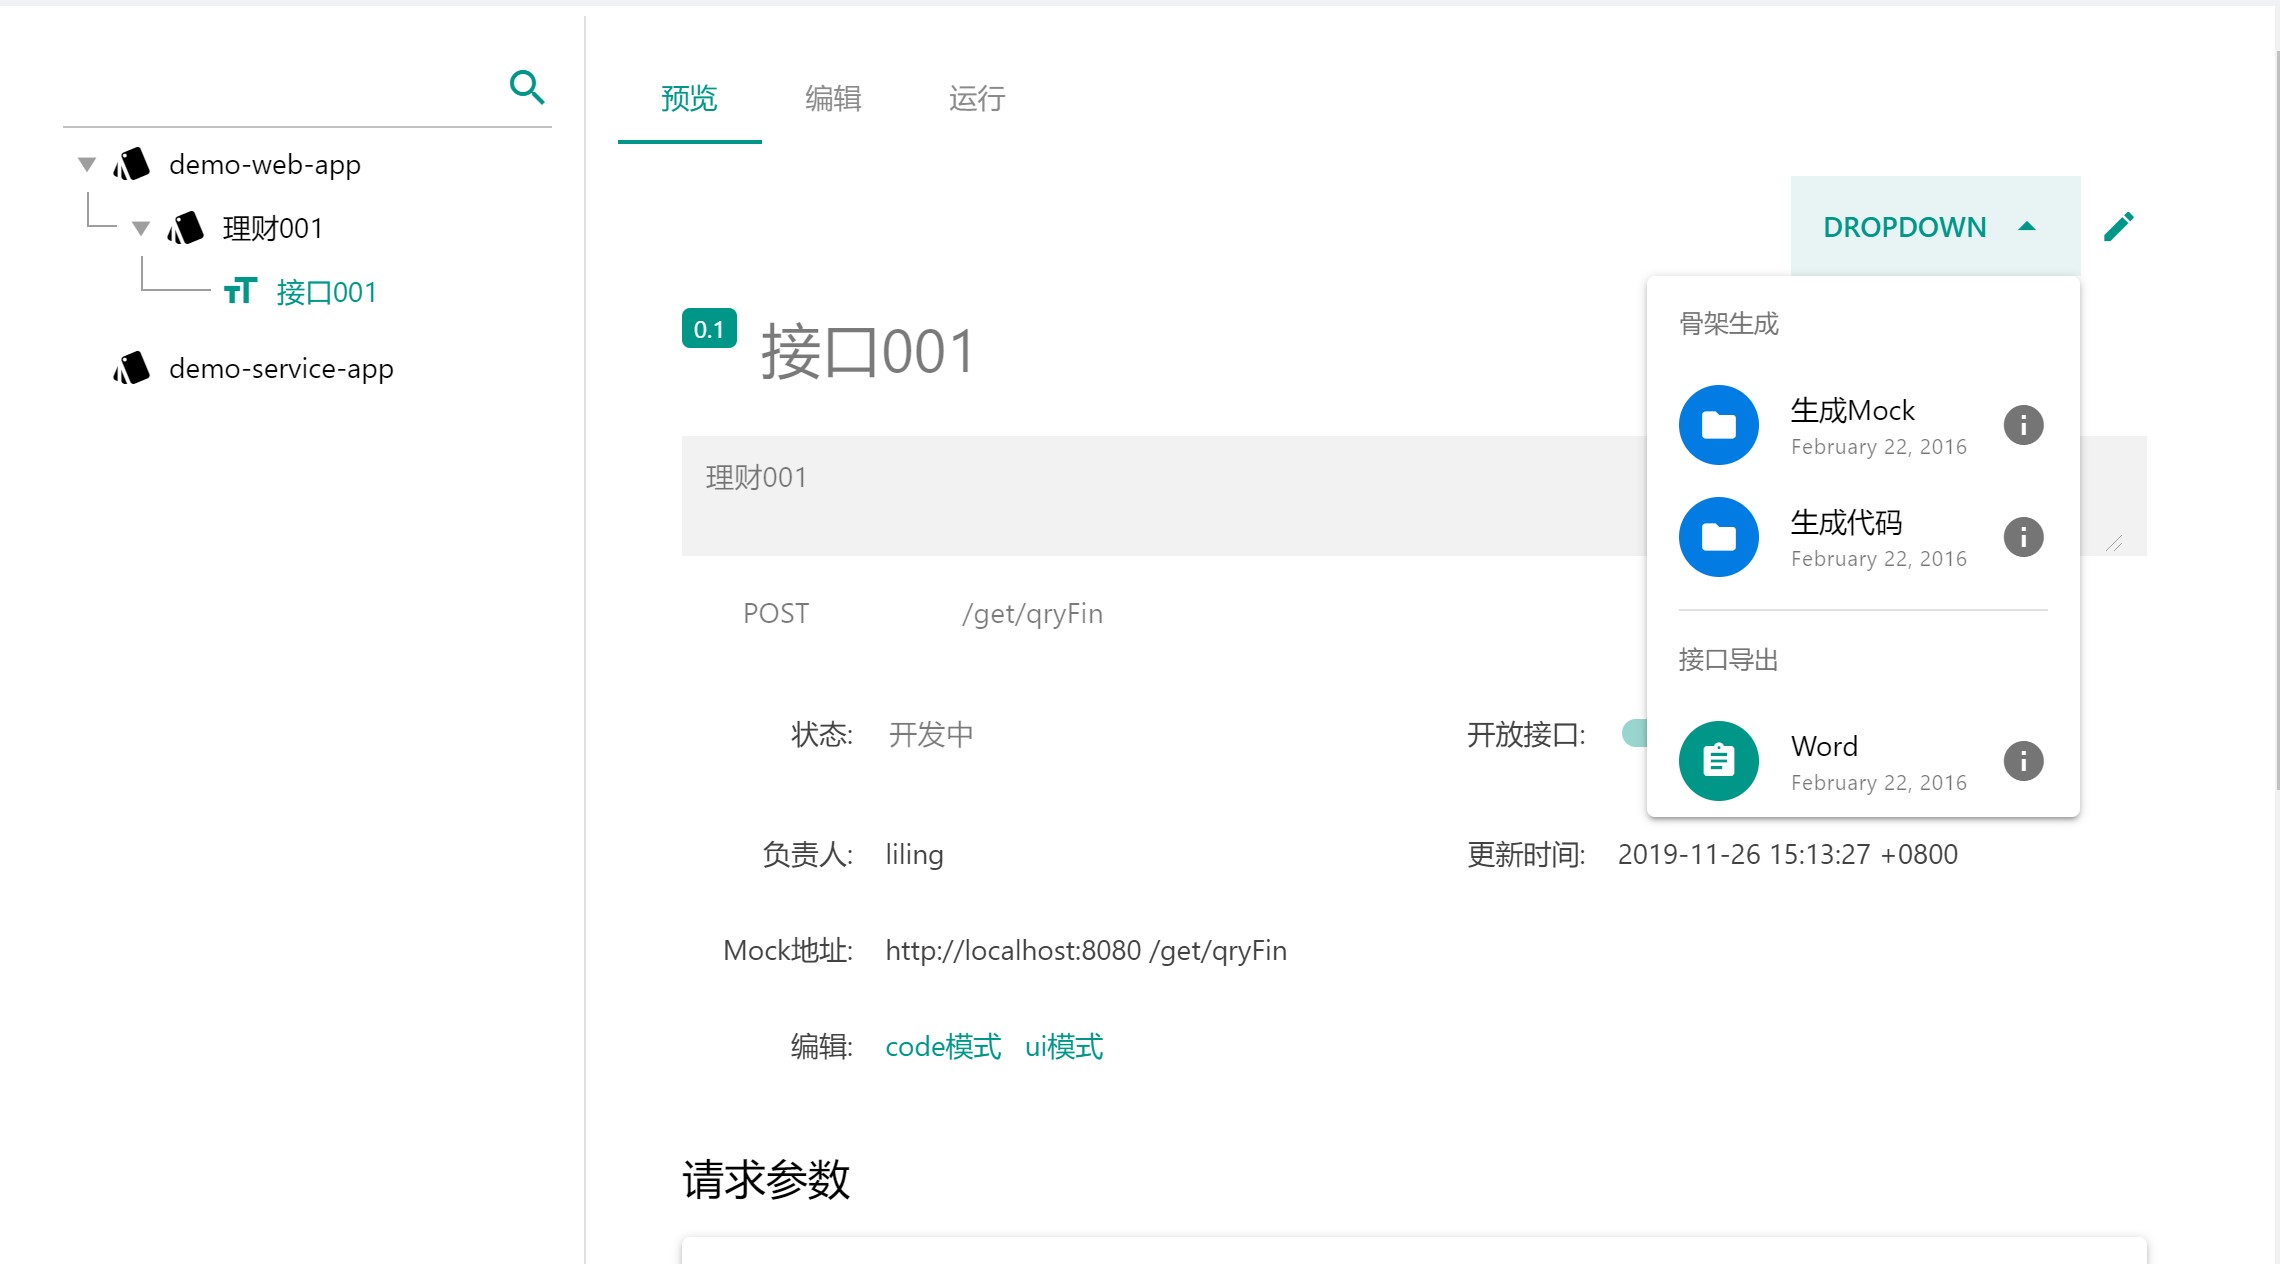 demo-web-app
理财001
接口001
demo-service-app
预览 编辑 运行
DROPDOWN
0.1 接口001
理财001
POST /get/qryFin
状态: 开发中 开放接口:
负责人: liling 更新时间: 2019-11-26 15:13:27 +0800
Mock地址: http://localhost:8080 /get/qryFin
编辑: code模式 ui模式
请求参数
骨架生成
生成Mock
February 22, 2016
生成代码
February 22, 2016
接口导出
Word
February 22, 2016